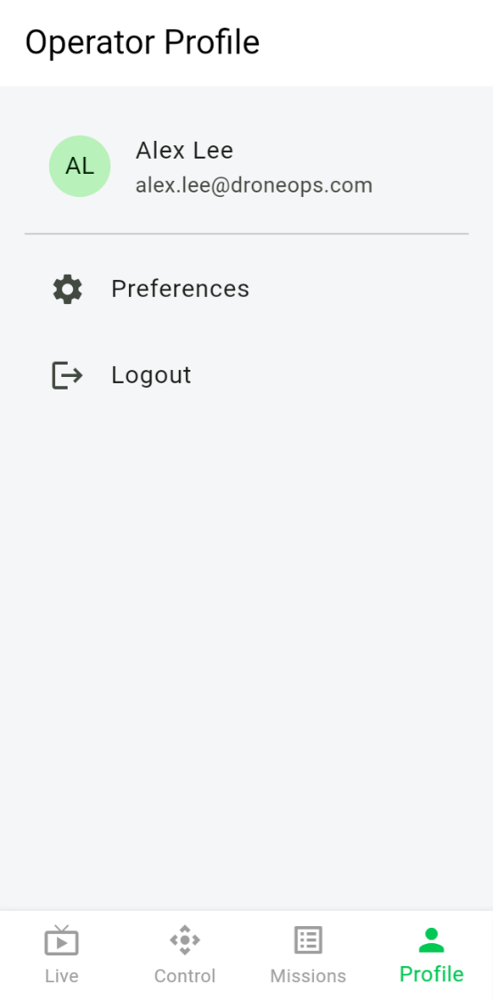 Operator Profile
AL
Alex Lee
alex.lee@droneops.com
Preferences
Logout
Live
Control
Missions
Profile